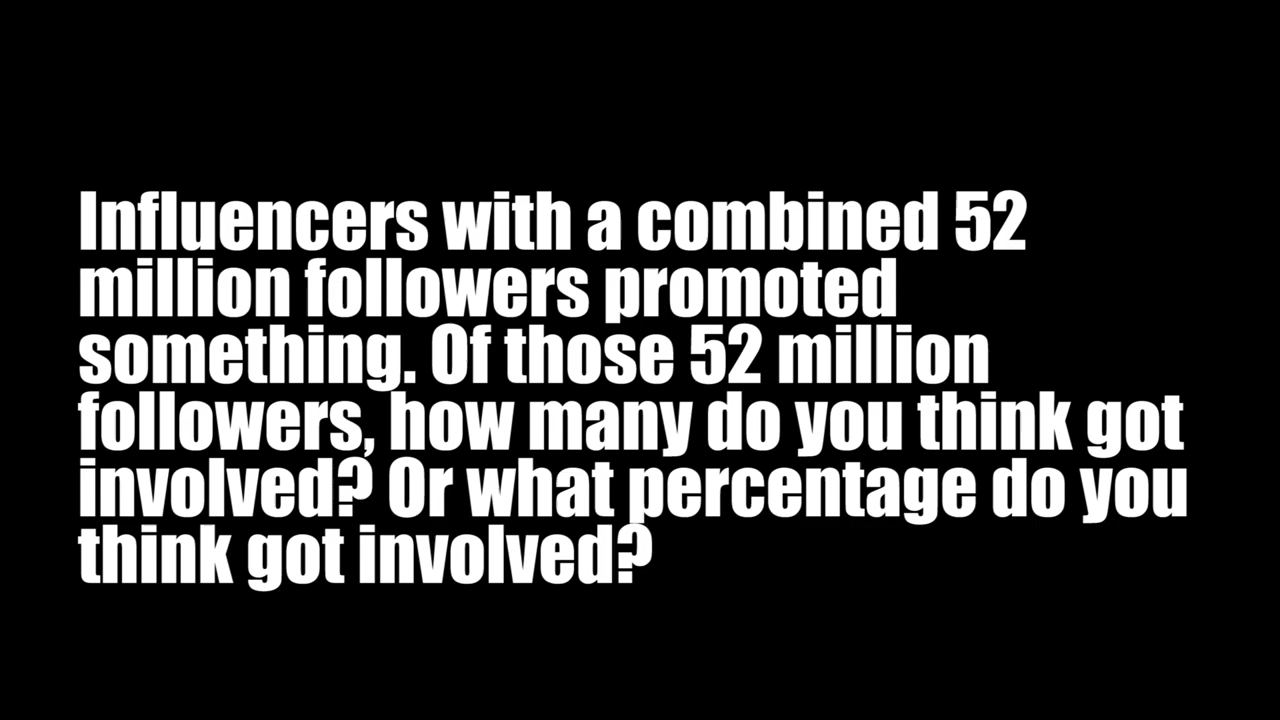 Influencers with a combined 52
million followers promoted
something. Of those 52 million
followers, how many do you think got
involved? Or what percentage do you
think got involved?